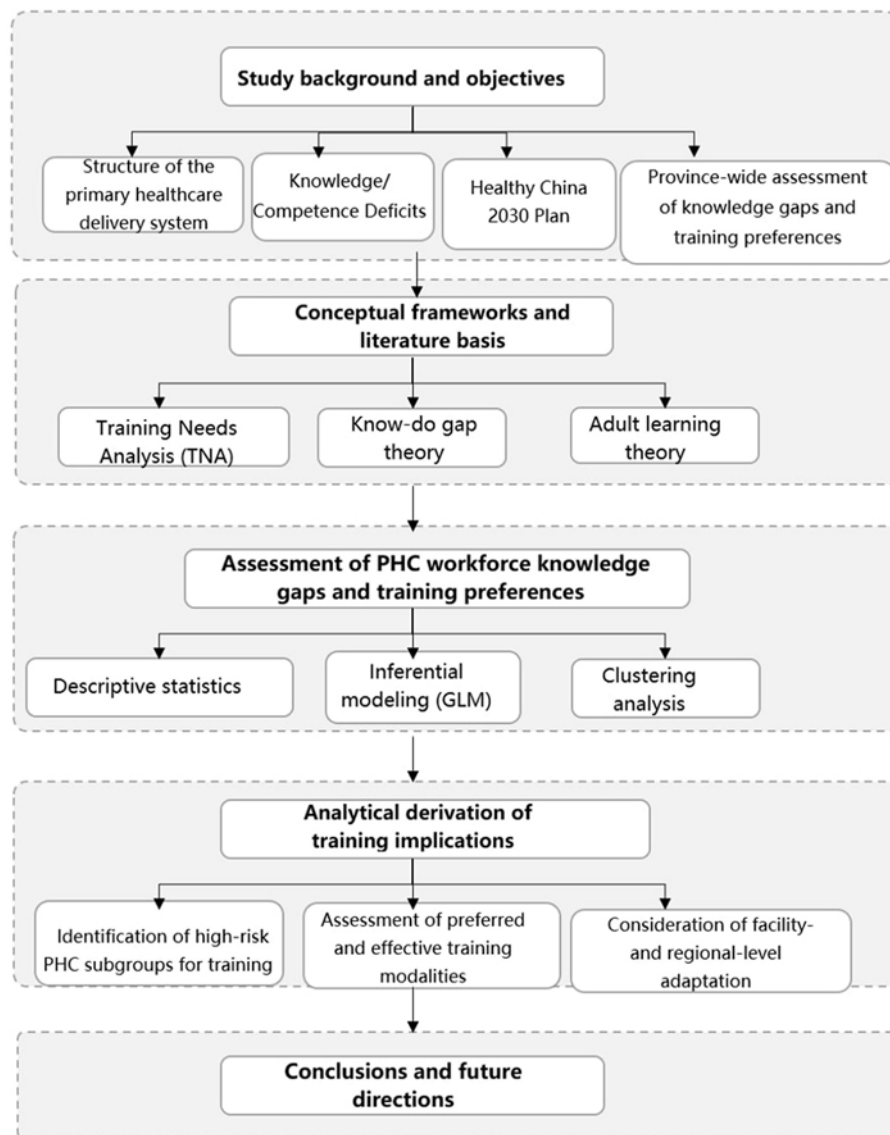 Study background and objectives
Structure of the
primary healthcare
delivery system
Knowledge/
Competence Deficits
Healthy China
2030 Plan
Province-wide assessment
of knowledge gaps and
training preferences
Conceptual frameworks and
literature basis
Training Needs
Analysis (TNA)
Know-do gap
theory
Adult learning
theory
Assessment of PHC workforce knowledge
gaps and training preferences
Descriptive statistics
Inferential
modeling (GLM)
Clustering
analysis
Analytical derivation of
training implications
Identification of high-risk
PHC subgroups for training
Assessment of preferred
and effective training
modalities
Consideration of facility-
and regional-level
adaptation
Conclusions and future
directions